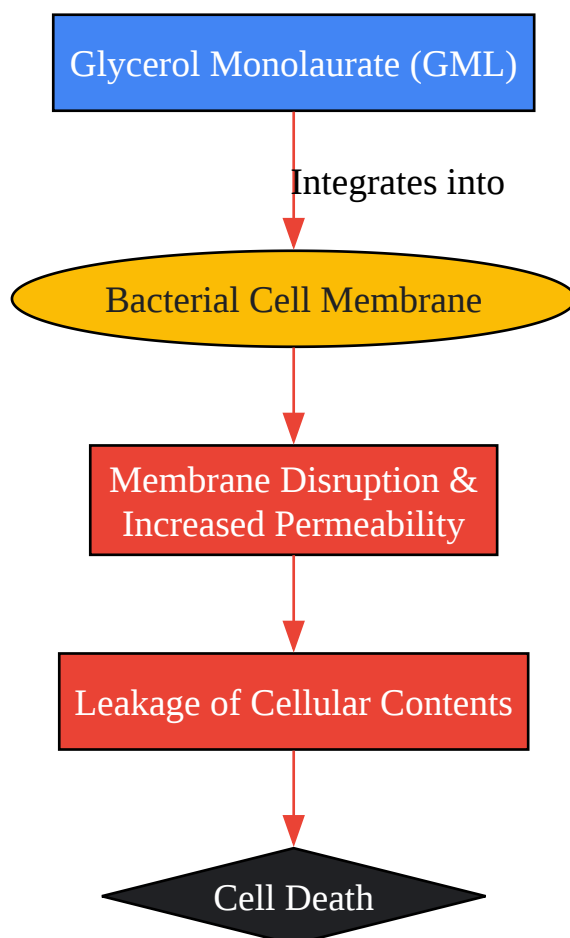 Glycerol Monolaurate (GML)
Integrates into
Bacterial Cell Membrane
Membrane Disruption &
Increased Permeability
Leakage of Cellular Contents
Cell Death